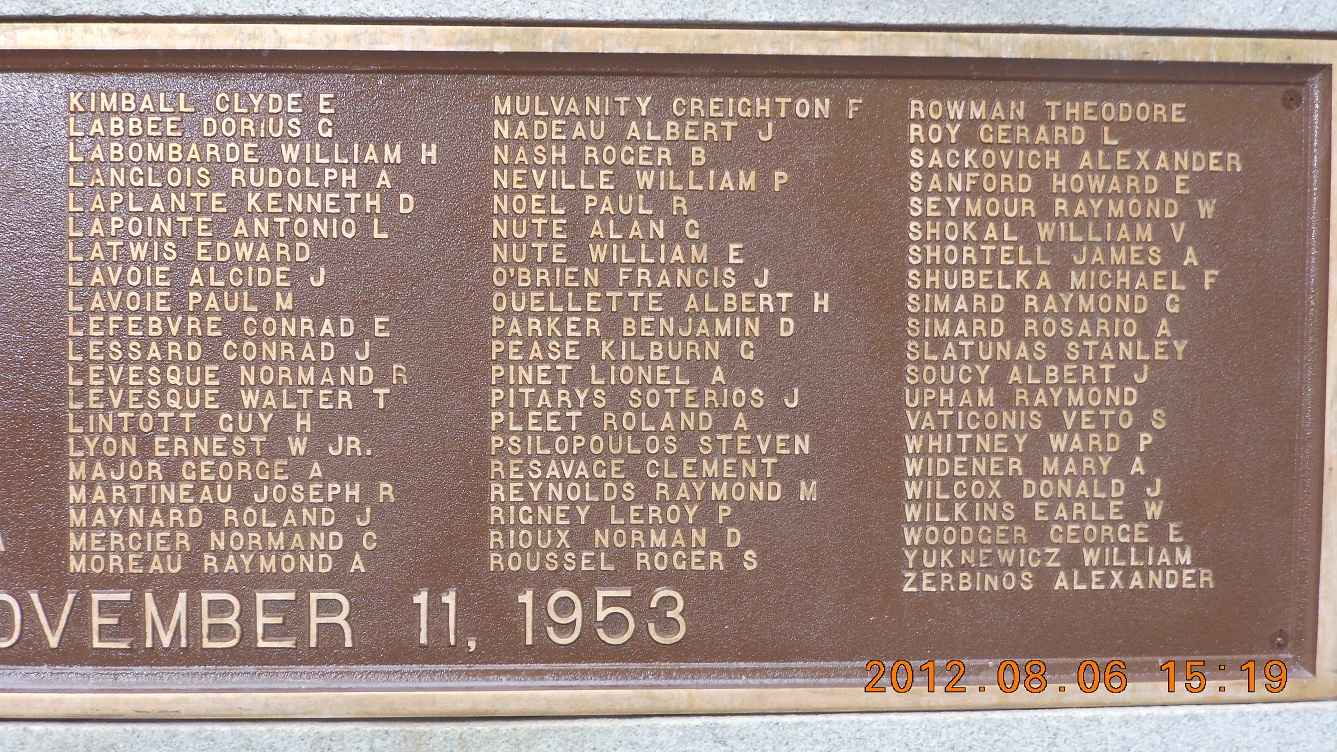 KIMBALL CLYDE E
LABBEE DORIUS G
LABOMBARDE WILLIAM H
LANGLOIS RUDOLPH A
LAPLANTE KENNETH D
LAPOINTE ANTONIO L
LATWIS EDWARD
LAVOIE ALCIDE J
LAVOIE PAUL M
LEFEBVRE CONRAD E
LESSARD CONRAD J
LEVESQUE NORMAND R
LEVESQUE WALTER T
LINTOTT GUY H
LYON ERNEST W JR.
MAJOR GEORGE A
MARTINEAU JOSEPH R
MAYNARD ROLAND J
MERCIER NORMAND C
MOREAU RAYMOND A
MULVANITY CREIGHTON F
NADEAU ALBERT J
NASH ROGER B
NEVILLE WILLIAM P
NOEL PAUL R
NUTE ALAN G
NUTE WILLIAM E
O'BRIEN FRANCIS J
OUELLETTE ALBERT H
PARKER BENJAMIN D
PEASE KILBURN G
PINET LIONEL A
PITARYS SOTERIOS J
PLEET ROLAND A
PSILOPOULOS STEVEN
RESAVAGE CLEMENT
REYNOLDS RAYMOND M
RIGNEY LEROY P
RIOUX NORMAN D
ROUSSEL ROGER S
ROWMAN THEODORE
ROY GERARD L
SACKOVICH ALEXANDER
SANFORD HOWARD E
SEYMOUR RAYMOND W
SHOKAL WILLIAM V
SHORTELL JAMES A
SHUBELKA MICHAEL F
SIMARD RAYMOND G
SIMARD ROSARIO A
SLATUNAS STANLEY
SOUCY ALBERT J
UPHAM RAYMOND
VATICONIS VETO S
WHITNEY WARD P
WIDENER MARY A
WILCOX DONALD J
WILKINS EARLE W
WOODGER GEORGE E
YUKNEWICZ WILLIAM
ZERBINOS ALEXANDER
OVEMBER 11, 1953
2012.08.06 15:19